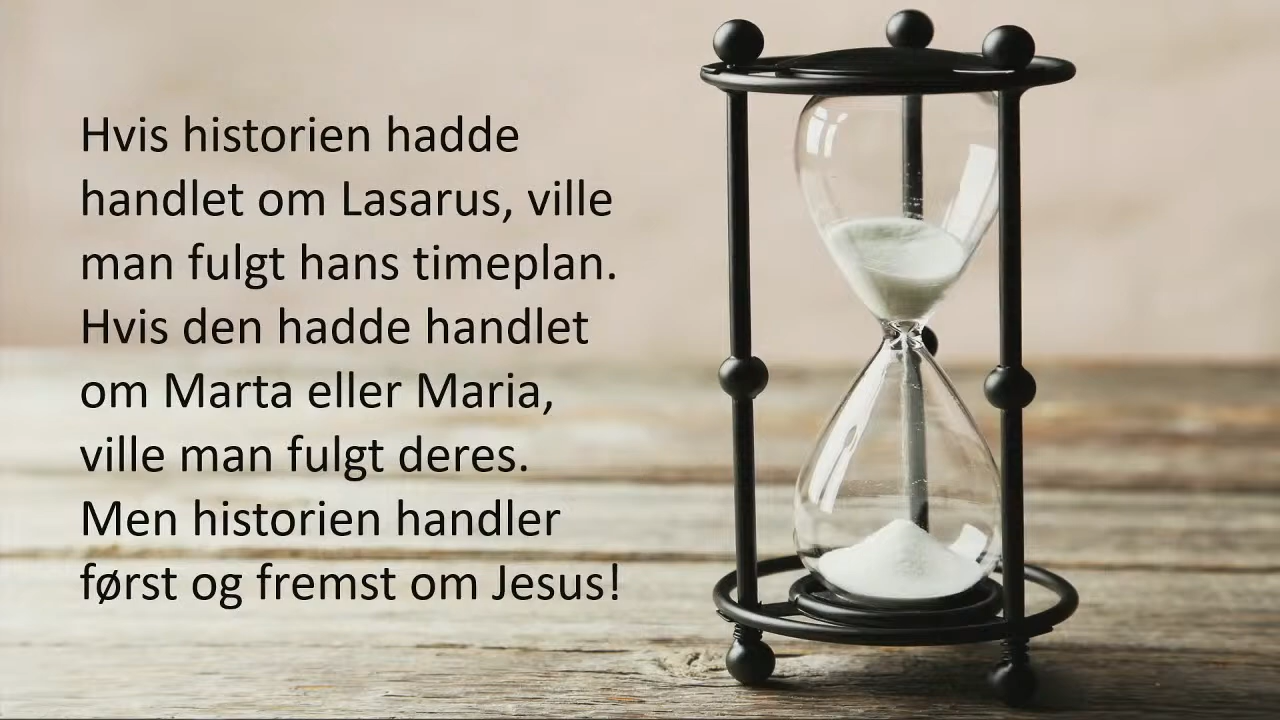 Hvis historien hadde
handlet om Lasarus, ville
man fulgt hans timeplan.
Hvis den hadde handlet
om Marta eller Maria,
ville man fulgt deres.
Men historien handler
først og fremst om Jesus!